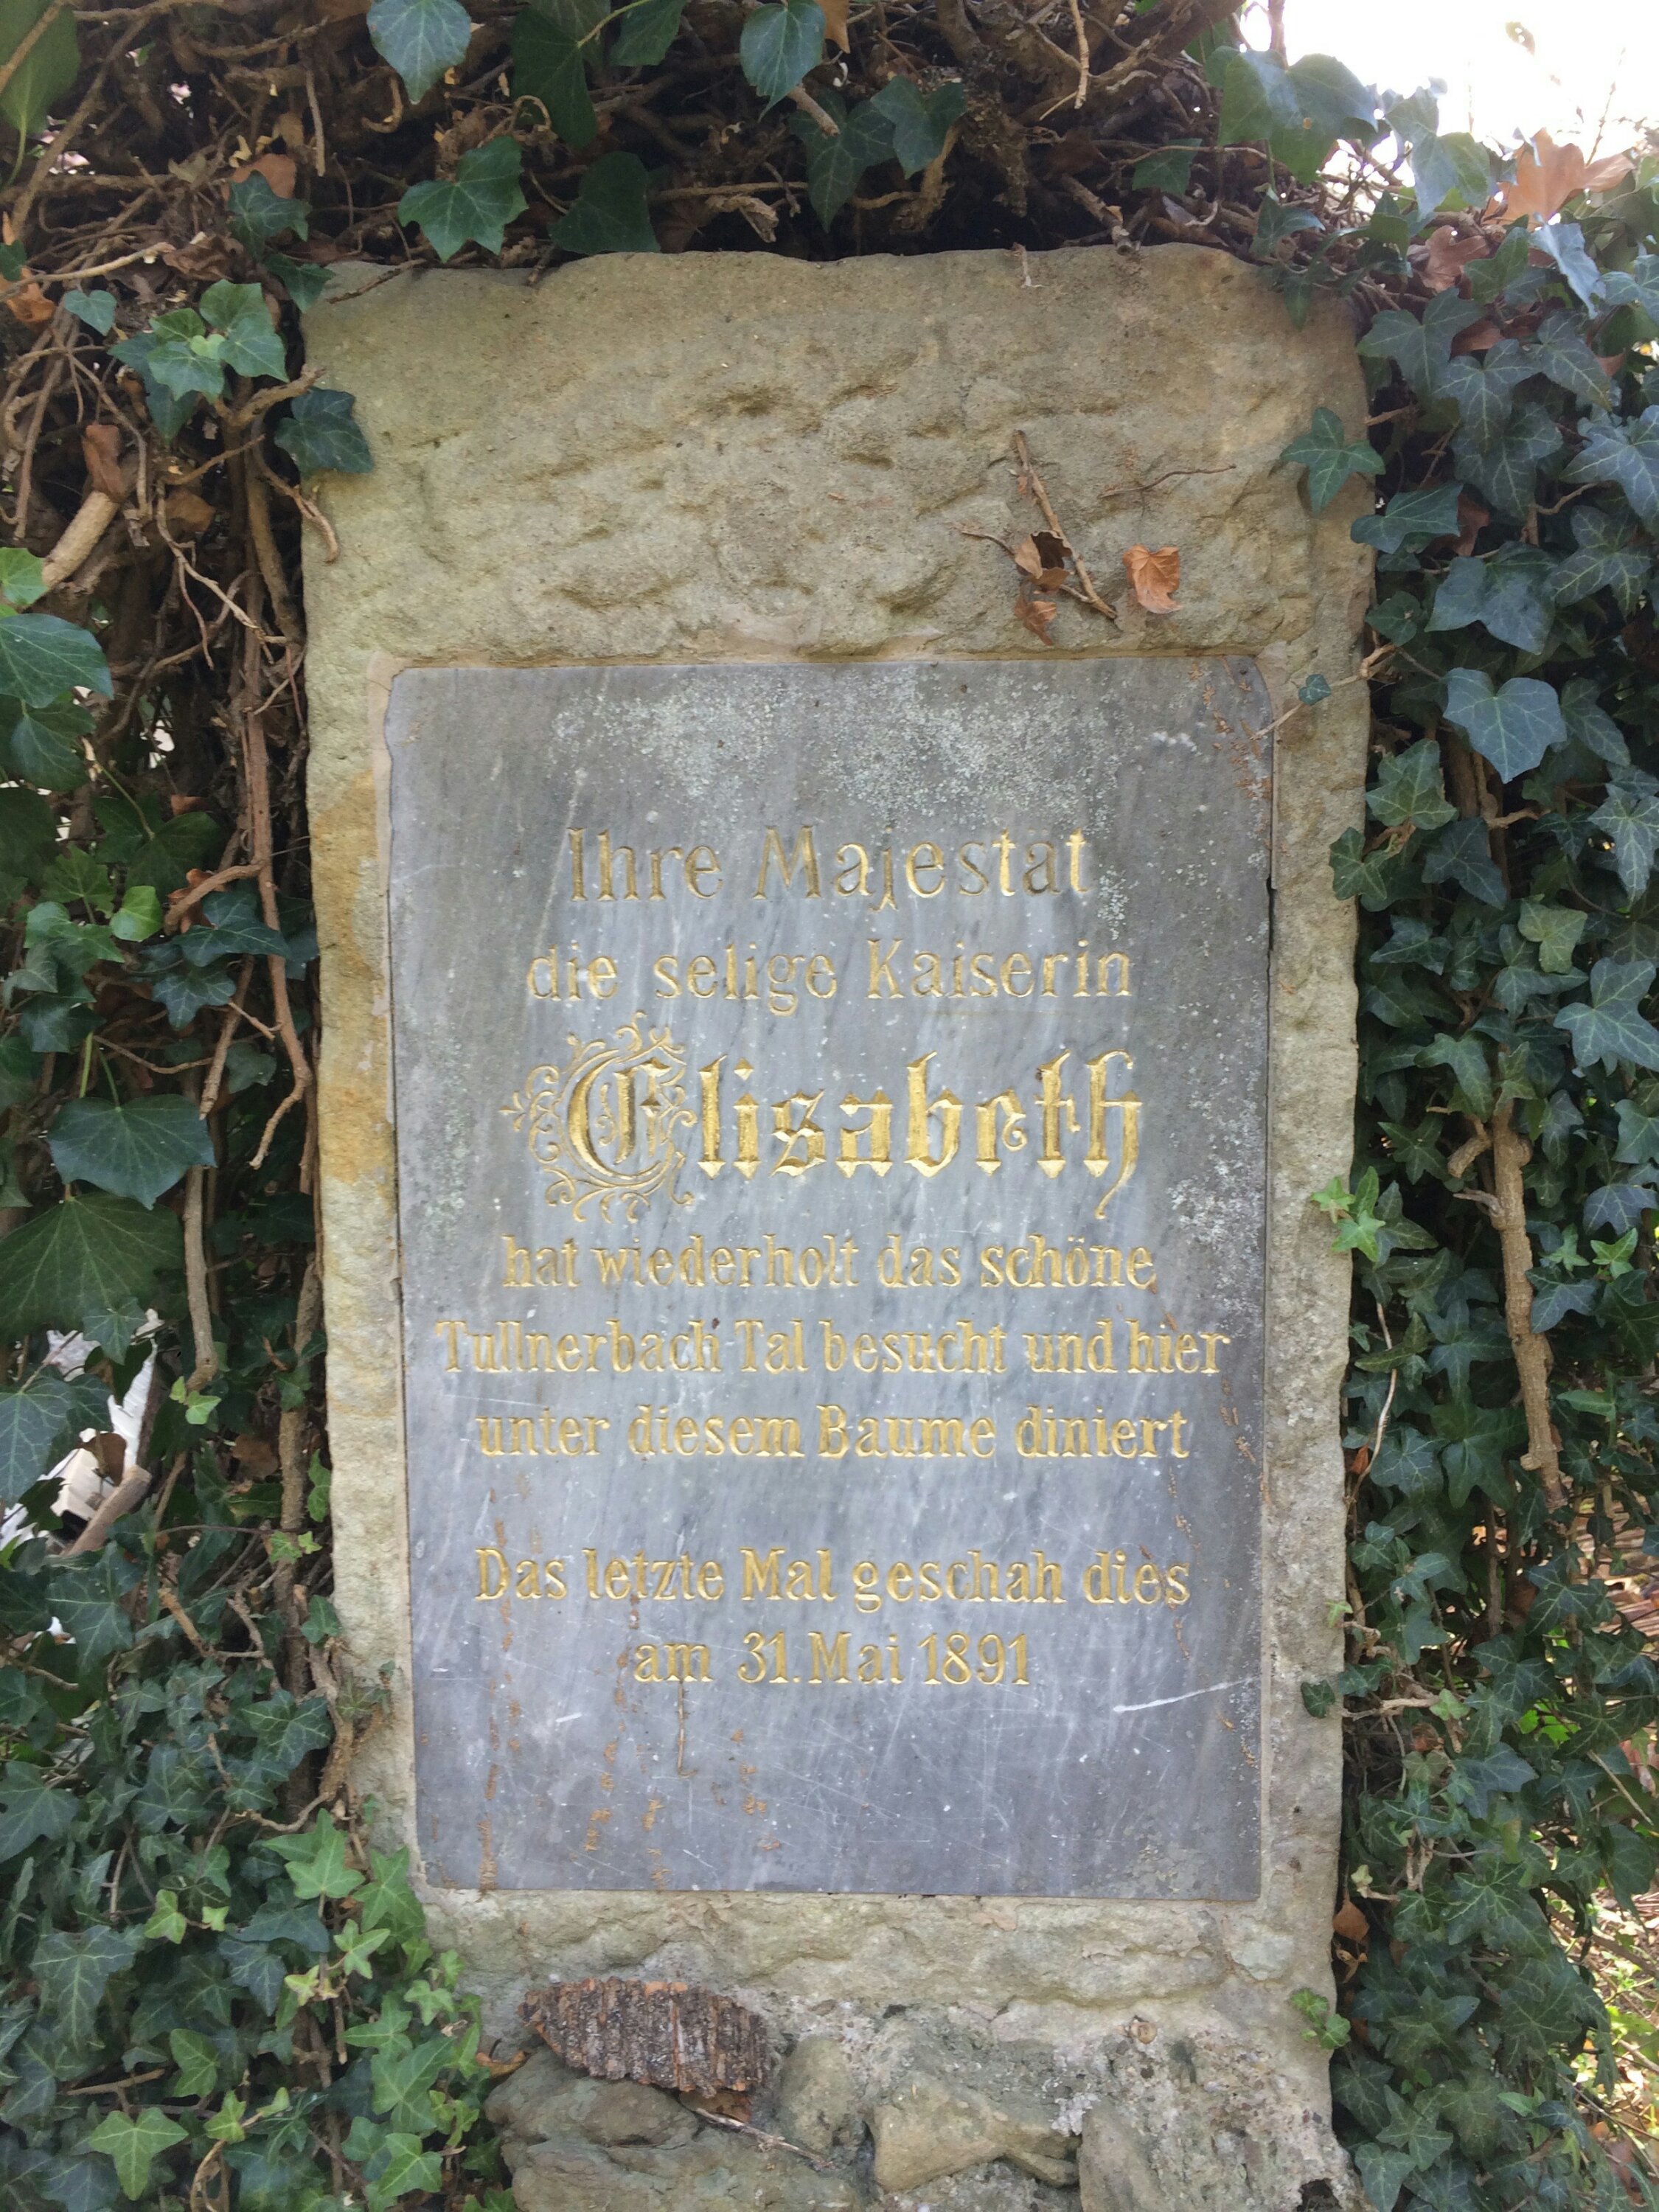 Ihre Majestät
die selige Kaiserin
Elisabeth
hat wiederholt das schöne
Tullnerbach Tal besucht und hier
unter diesem Baume diniert
Das letzte Mal geschah dies
am 31. Mai 1891